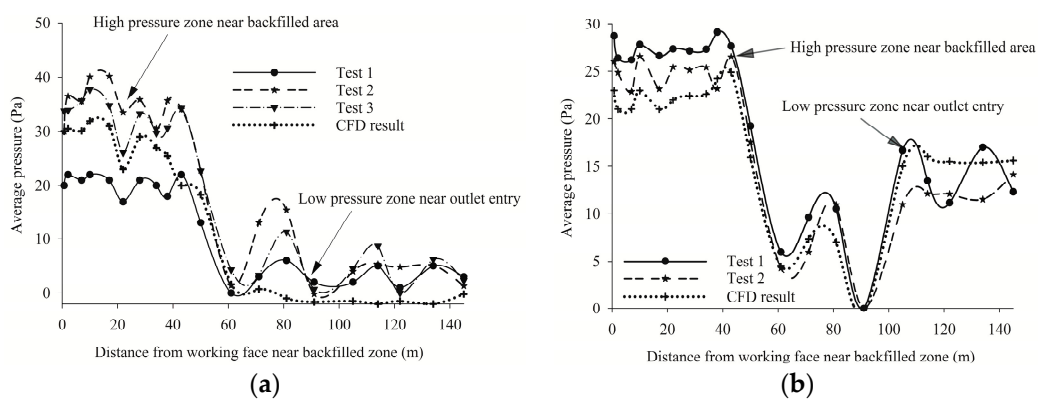 High pressure zone near backfilled area
50
40
30
20
10
0
Average pressure (Pa)
Test 1
Test 2
Test 3
CFD result
Low pressure zone near outlet entry
0 20 40 60 80 100 120 140
Distance from working face near backfilled zone (m)
(a)
30
25
20
15
10
5
0
Average pressure (Pa)
High pressure zone near backfilled area
Low pressure zone near outlet entry
Test 1
Test 2
CFD result
0 20 40 60 80 100 120 140
Distance from working face near backfilled zone (m)
(b)